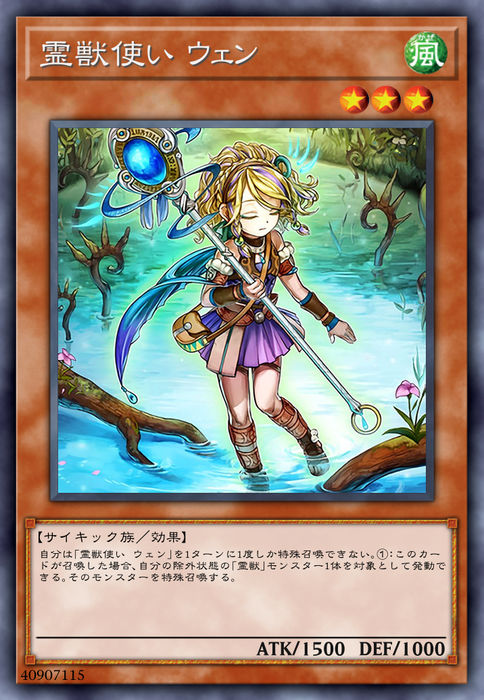 霊獣使い ウェン
風
【サイキック族／効果】
自分は「霊獣使い ウェン」を1ターンに1度しか特殊召喚できない。①：このカー
ドが召喚した場合、自分の除外状態の「霊獣」モンスター1体を対象として発動で
きる。そのモンスターを特殊召喚する。
ATK/1500 DEF/1000
40907115